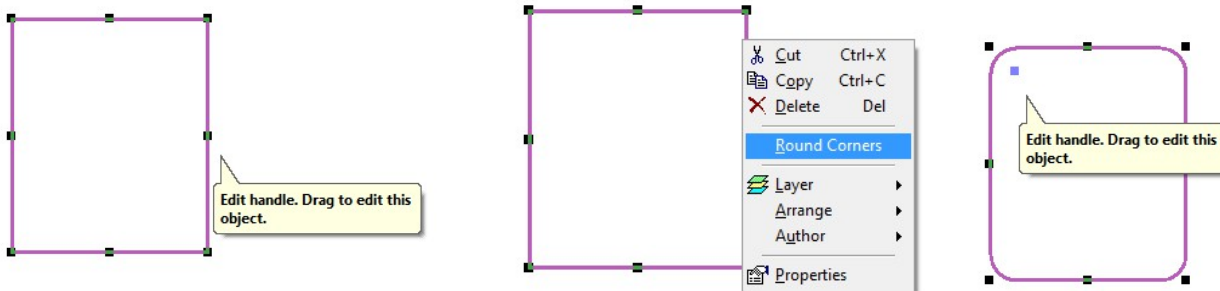 Edit handle. Drag to edit this
object.
Cut Ctrl+X
Copy Ctrl+C
Delete Del
Round Corners
Layer
Arrange
Author
Properties
Edit handle. Drag to edit this
object.